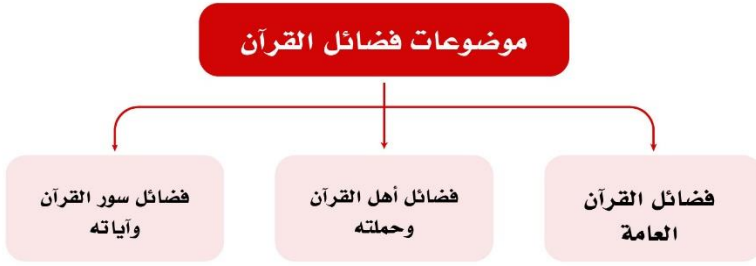 موضوعات فضائل القرآن
فضائل القرآن
العامة
فضائل أهل القرآن
وحملته
فضائل سور القرآن
وآياته